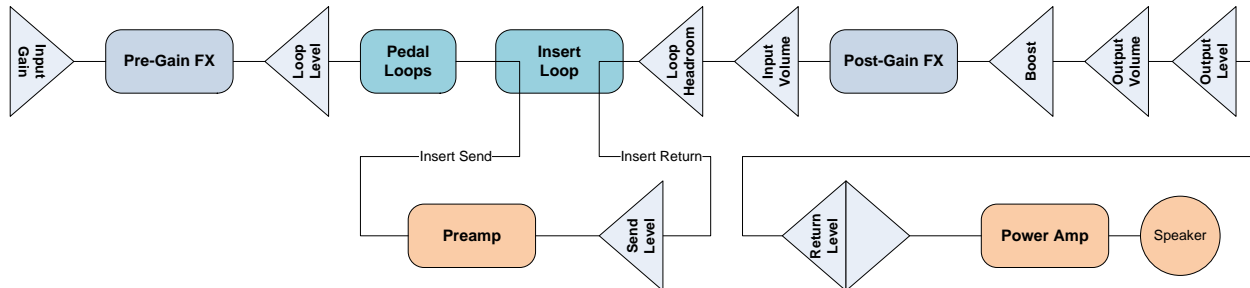 Input
Gain
Pre-Gain FX
Loop
Level
Pedal
Loops
Insert
Loop
Loop
Headroom
Input
Volume
Post-Gain FX
Boost
Output
Volume
Output
Level
Insert Send
Insert Return
Preamp
Send
Level
Return
Level
Power Amp
Speaker